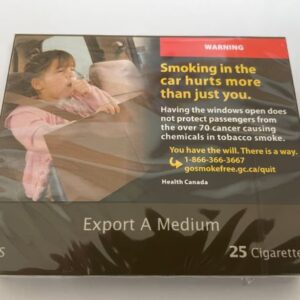 WARNING
Smoking in the
car hurts more
than just you.
Having the windows open does
not protect passengers from
the over 70 cancer causing
chemicals in tobacco smoke.
You have the will. There is a way.
1-866-366-3667
gosmokefree.gc.ca/quit
Health Canada
Export A Medium
25 Cigarette